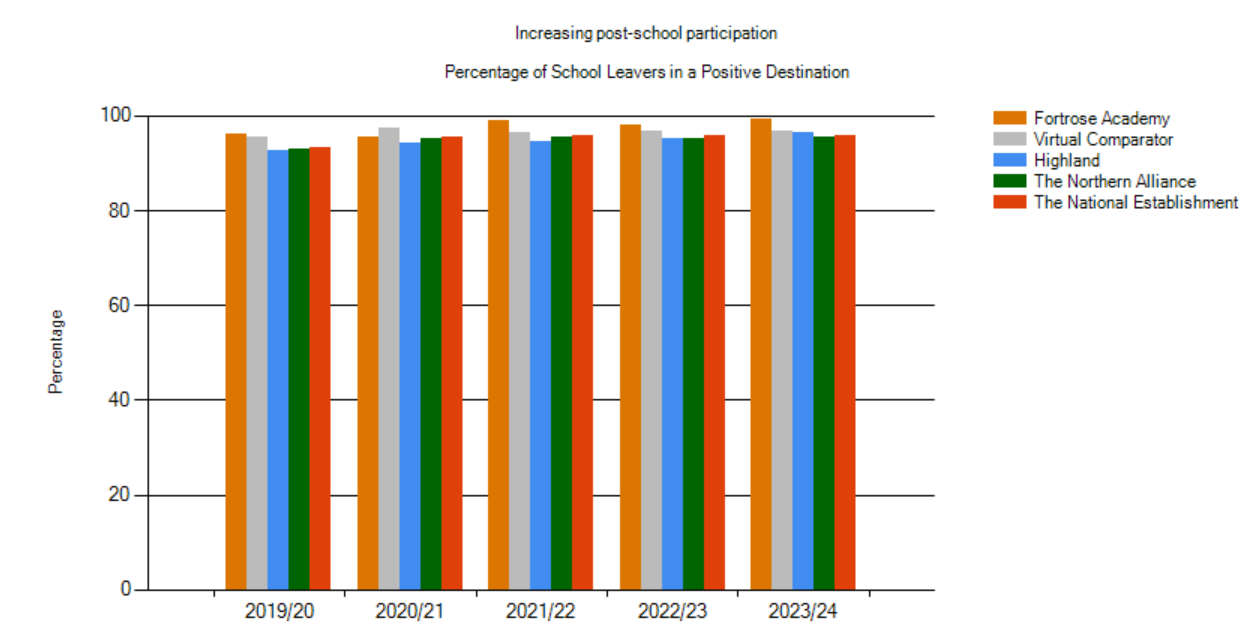 Increasing post-school participation
Percentage of School Leavers in a Positive Destination
Percentage
100
80
60
40
20
0
2019/20 2020/21 2021/22 2022/23 2023/24
Fortrose Academy
Virtual Comparator
Highland
The Northern Alliance
The National Establishment